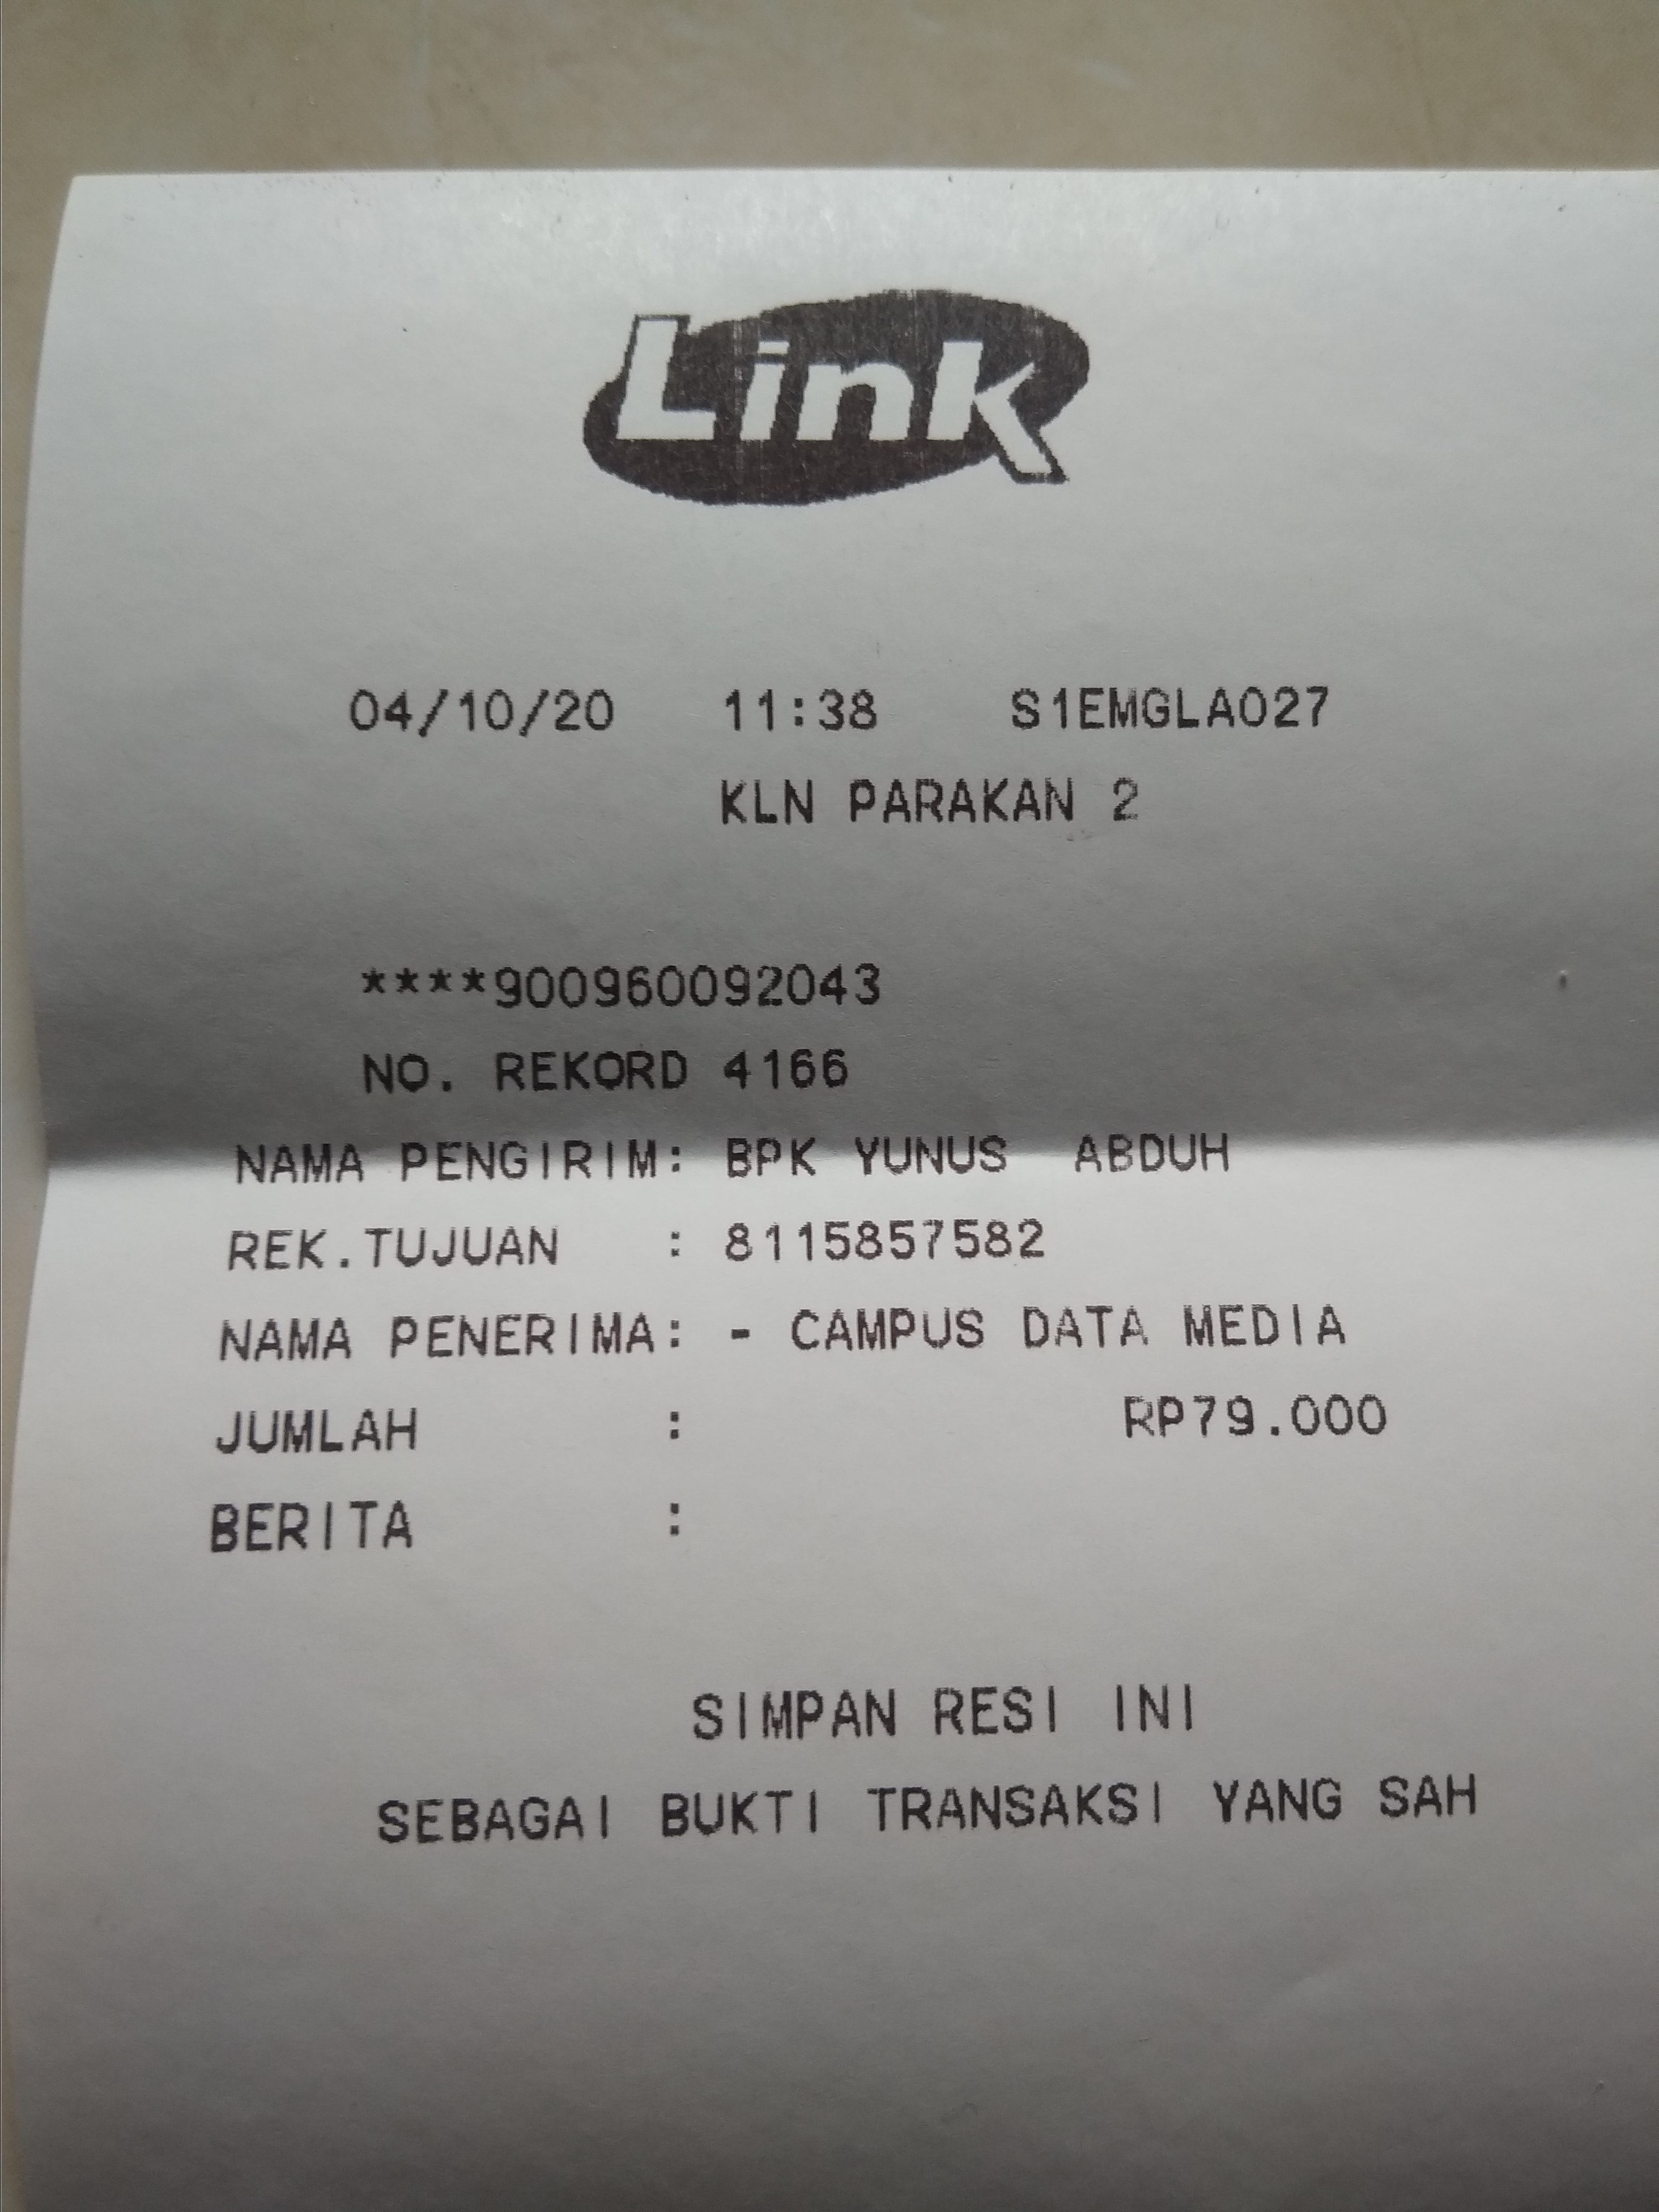 Link
04/10/20 11:38 S1EMGLA027
KLN PARAKAN 2
****900960092043
NO. REKORD 4166
NAMA PENGIRIM: BPK YUNUS ABDUH
REK.TUJUAN : 8115857582
NAMA PENERIMA: - CAMPUS DATA MEDIA
JUMLAH : RP79.000
BERITA :
SIMPAN RESI INI
SEBAGAI BUKTI TRANSAKSI YANG SAH